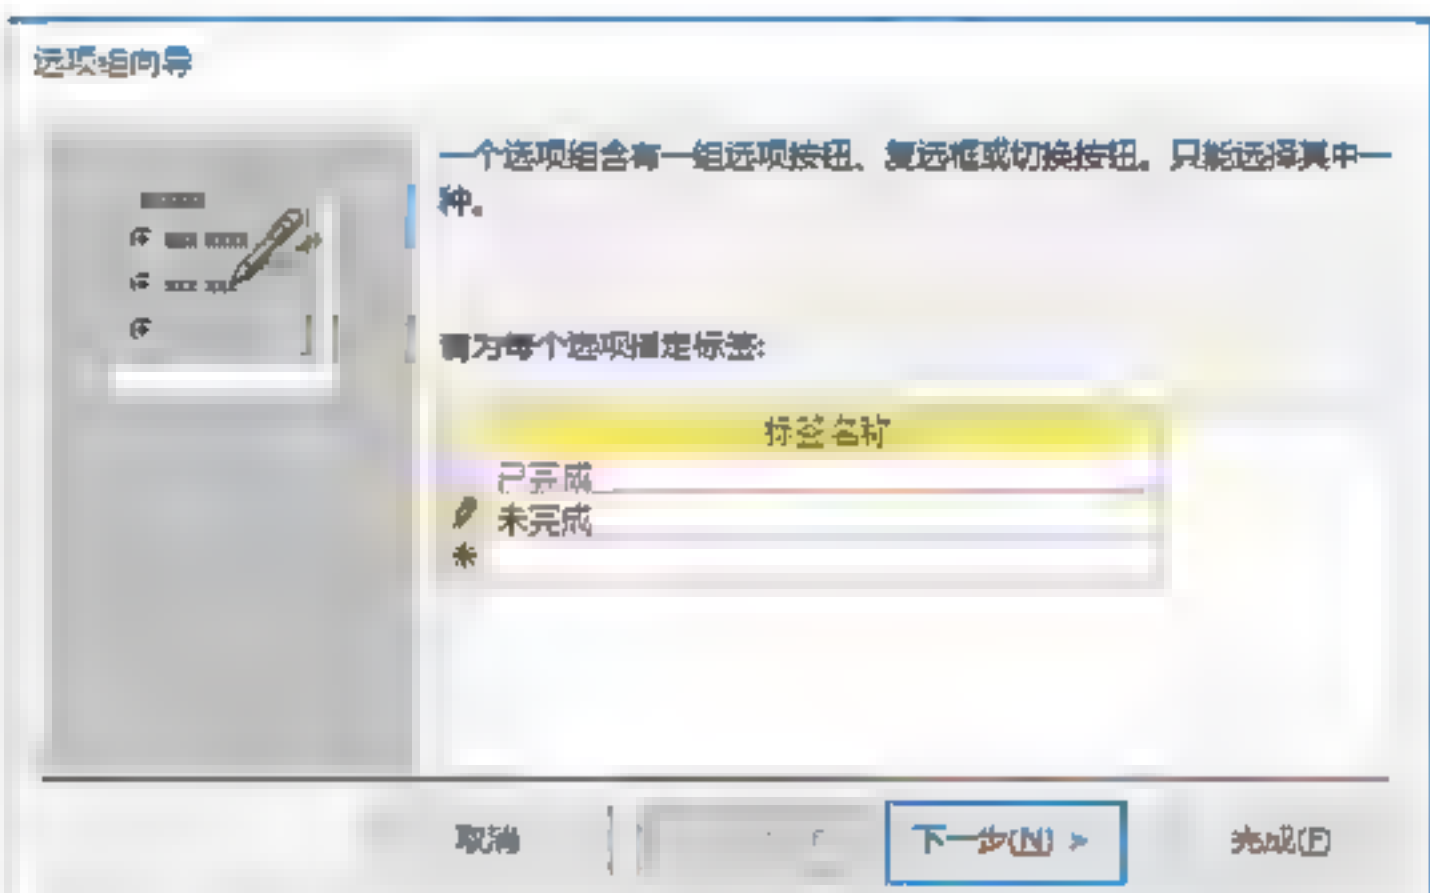 选项组向导
一个选项组含有一组选项按钮、复选框或切换按钮。只能选择其中一
种。
请为每个选项指定标签:
标签名称
已完成
未完成
取消
下一步(N) >
完成(F)